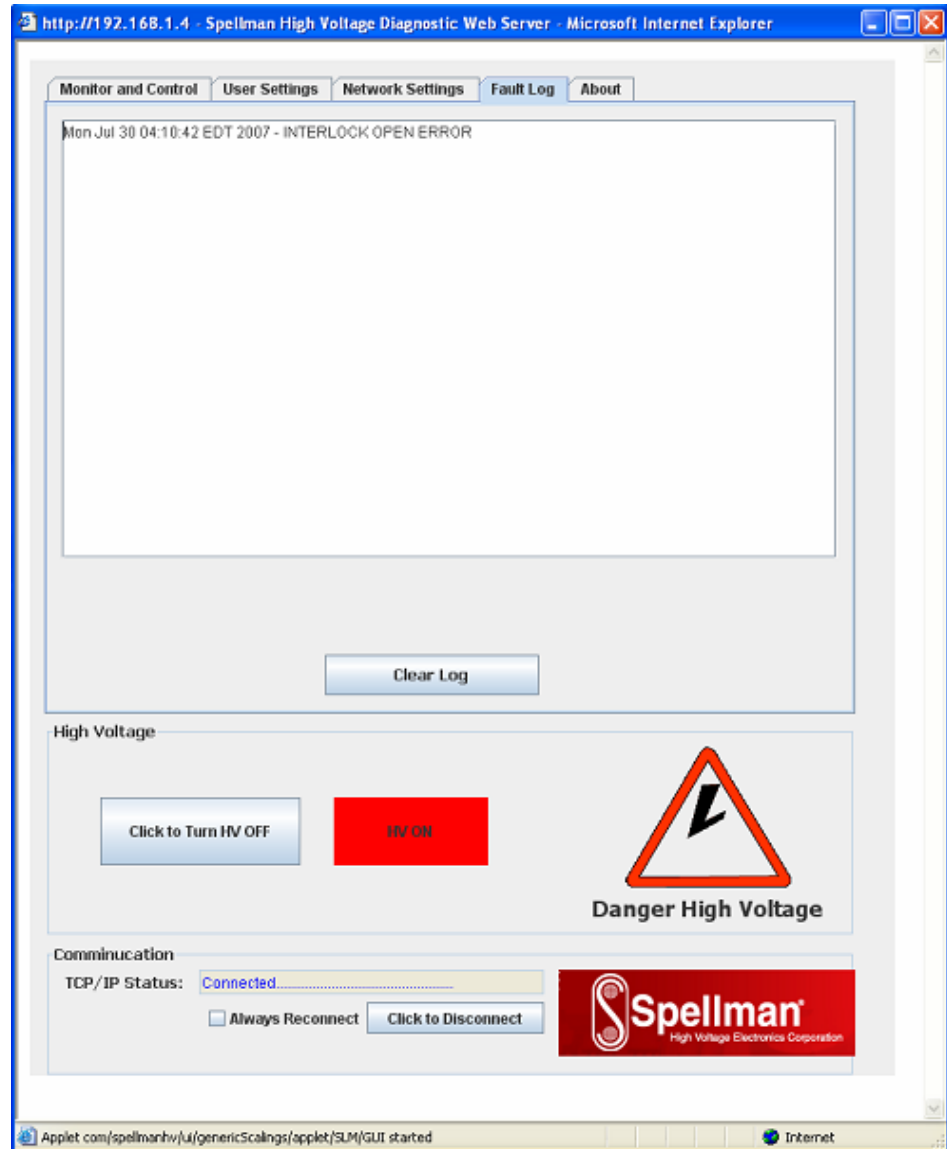 http://192.168.1.4 - Spellman High Voltage Diagnostic Web Server - Microsoft Internet Explorer
Monitor and Control User Settings Network Settings Fault Log About
Mon Jul 30 04:10:42 EDT 2007 - INTERLOCK OPEN ERROR
Clear Log
High Voltage
Click to Turn HV OFF HV ON
Danger High Voltage
Comminucation
TCP/IP Status: Connected..................................................
Always Reconnect Click to Disconnect
Spellman®
High Voltage Electronics Corporation
Applet com/spellmanhv/ui/genericScalings/applet/SLM/GUI started Internet